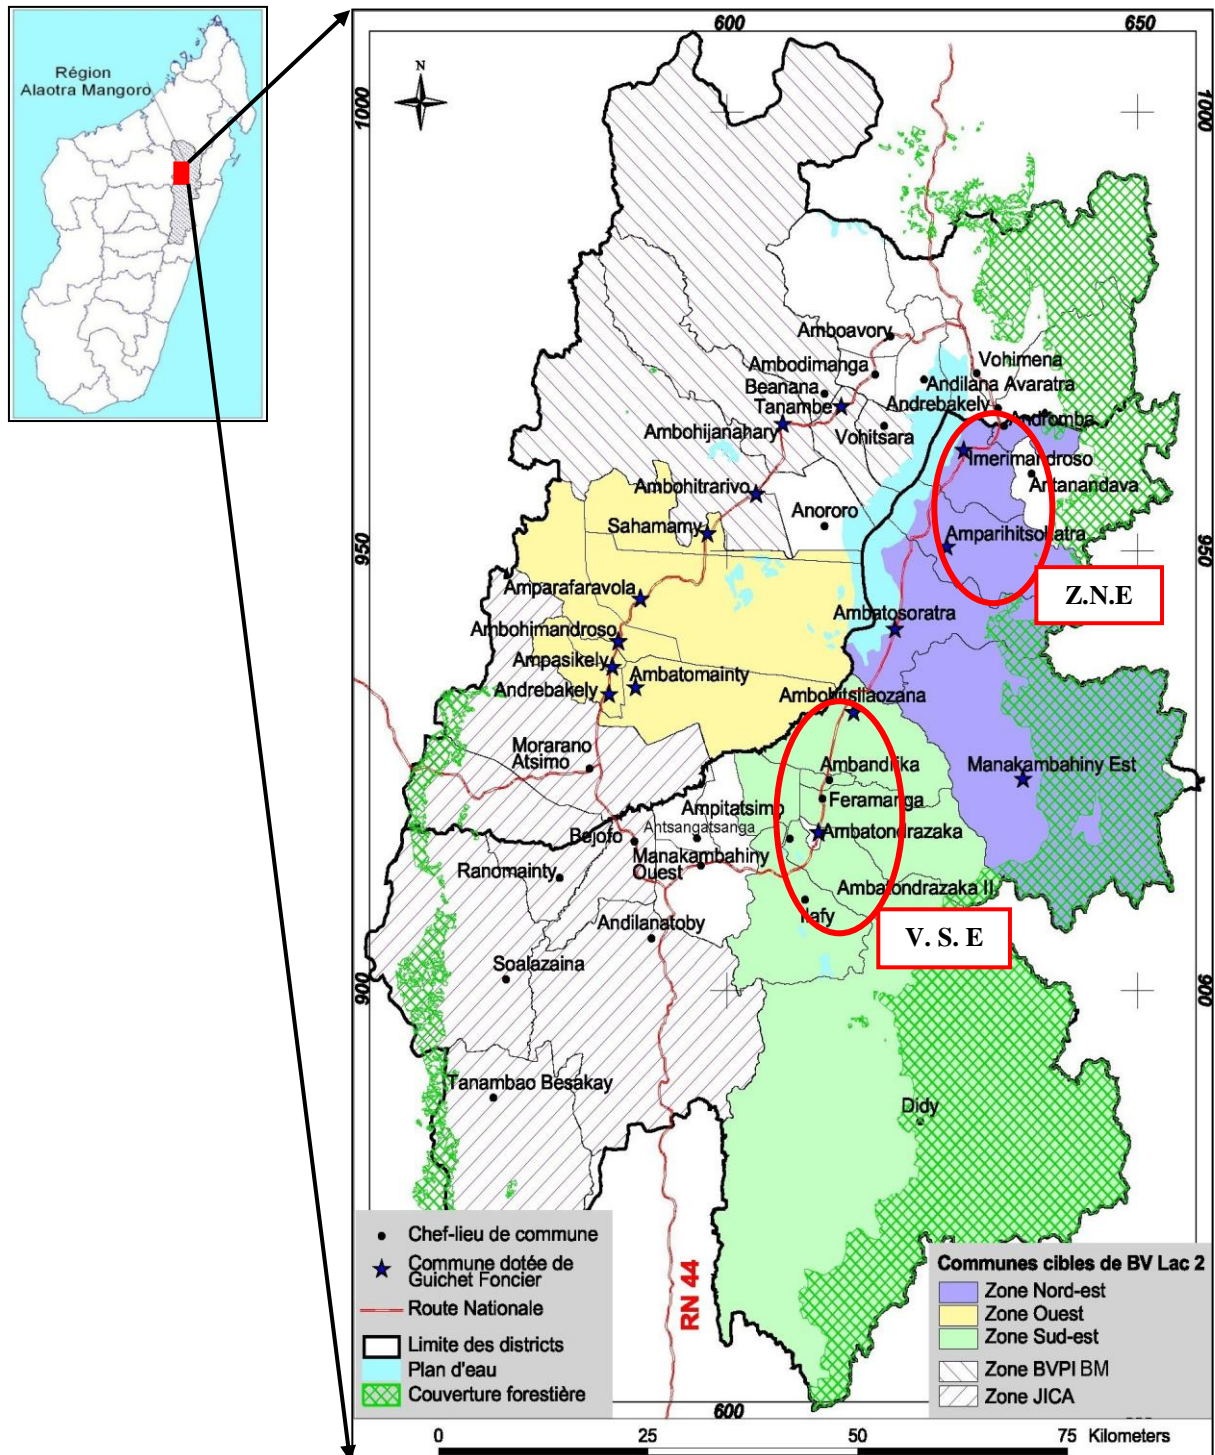 Région
Alaotra Mangoro
600
650
N
1000
1000
Amboavory
Ambodimanga
Vohimena
Beanana
Andilana Avaratra
Tanambe
Andrebakely
Andromba
Ambohijanahary
Vohitsara
Imerimandroso
Ambohitrarivo
Antanandava
Anororo
Sahamamy
Amparihitsokatra
950
950
Z.N.E
Amparafaravola
Ambatosoratra
Ambohimandroso
Ampasikely
Ambatomainty
Andrebakely
Ambohitsilaozana
Morarano
Atsimo
Ambandrika
Manakambahiny Est
Feramanga
Ampitatsimo
Antsangatsanga
Ambatondrazaka
Bejofo
Manakambahiny
Ouest
Ranomainty
Ambatondrazaka II
Ilafy
Andilanatoby
V. S. E
Soalazaina
900
900
Tanambao Besakay
Didy
RN 44
Chef-lieu de commune
Commune dotée de
Guichet Foncier
Route Nationale
Limite des districts
Plan d'eau
Couverture forestière
Communes cibles de BV Lac 2
Zone Nord-est
Zone Ouest
Zone Sud-est
Zone BVPI BM
Zone JICA
600
0 25 50 75 Kilometers